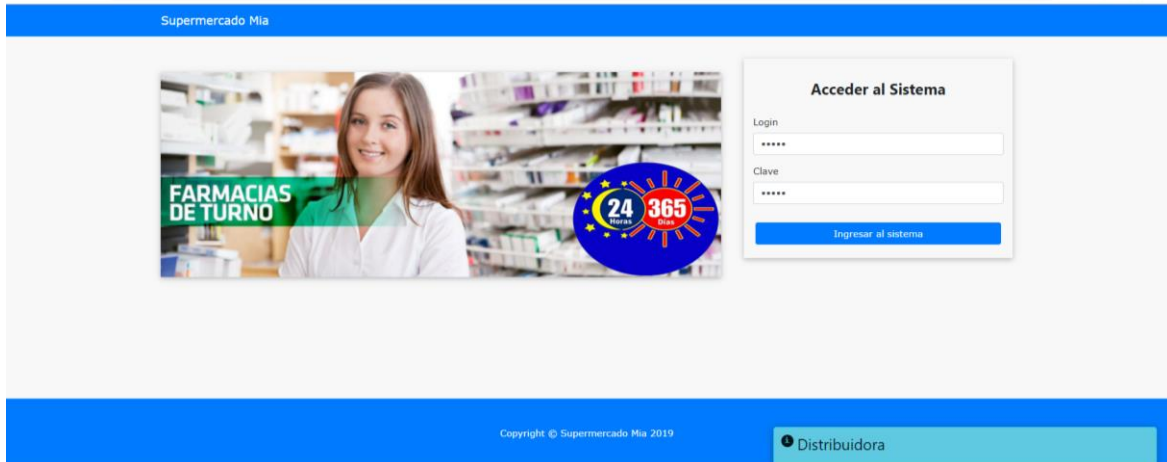 Supermercado Mia
FARMACIAS
DE TURNO
24
Horas
365
Dias
Acceder al Sistema
Login
•••••
Clave
•••••
Ingresar al sistema
Copyright © Supermercado Mia 2019
Distribuidora